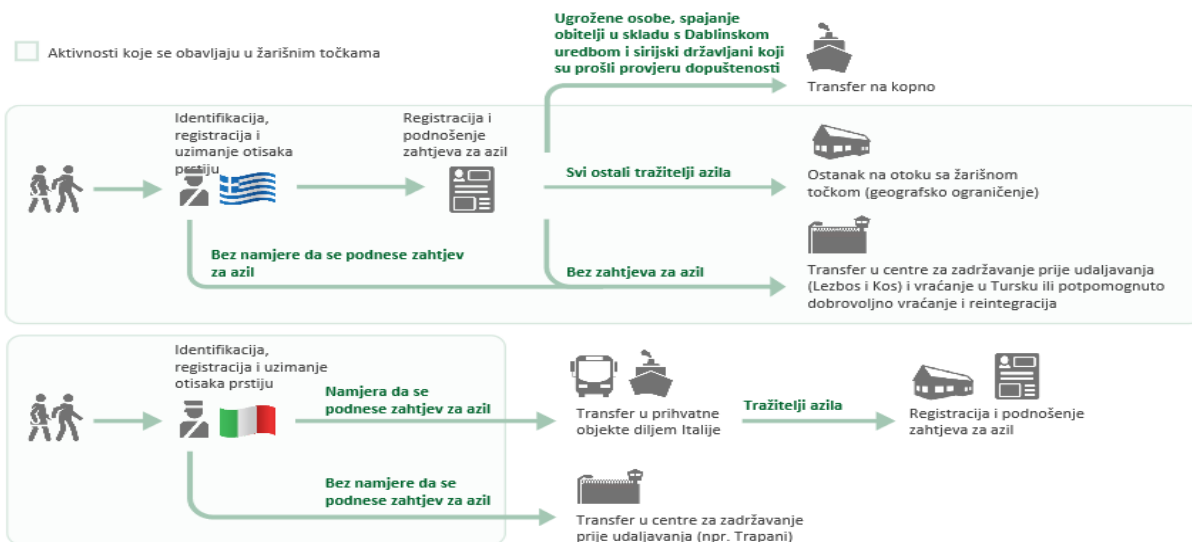 Aktivnosti koje se obavljaju u žarišnim točkama
Ugrožene osobe, spajanje
obitelji u skladu s Dablinskom
uredbom i sirijski državljani koji
su prošli provjeru dopuštenosti
Transfer na kopno
Identifikacija,
registracija i
uzimanje otisaka
prstiju
Registracija i
podnošenje
zahtjeva za azil
Svi ostali tražitelji azila
Ostanak na otoku sa žarišnom
točkom (geografsko ograničenje)
Bez namjere da se podnese zahtjev
za azil
Bez zahtjeva za azil
Transfer u centre za zadržavanje prije udaljavanja
(Lezbos i Kos) i vraćanje u Tursku ili potpomognuto
dobrovoljno vraćanje i reintegracija
Identifikacija,
registracija i uzimanje
otisaka prstiju
Namjera da se
podnese zahtjev za azil
Transfer u prihvatne
objekte diljem Italije
Tražitelji azila
Registracija i podnošenje
zahtjeva za azil
Bez namjere da se
podnese zahtjev za azil
Transfer u centre za zadržavanje
prije udaljavanja (npr. Trapani)